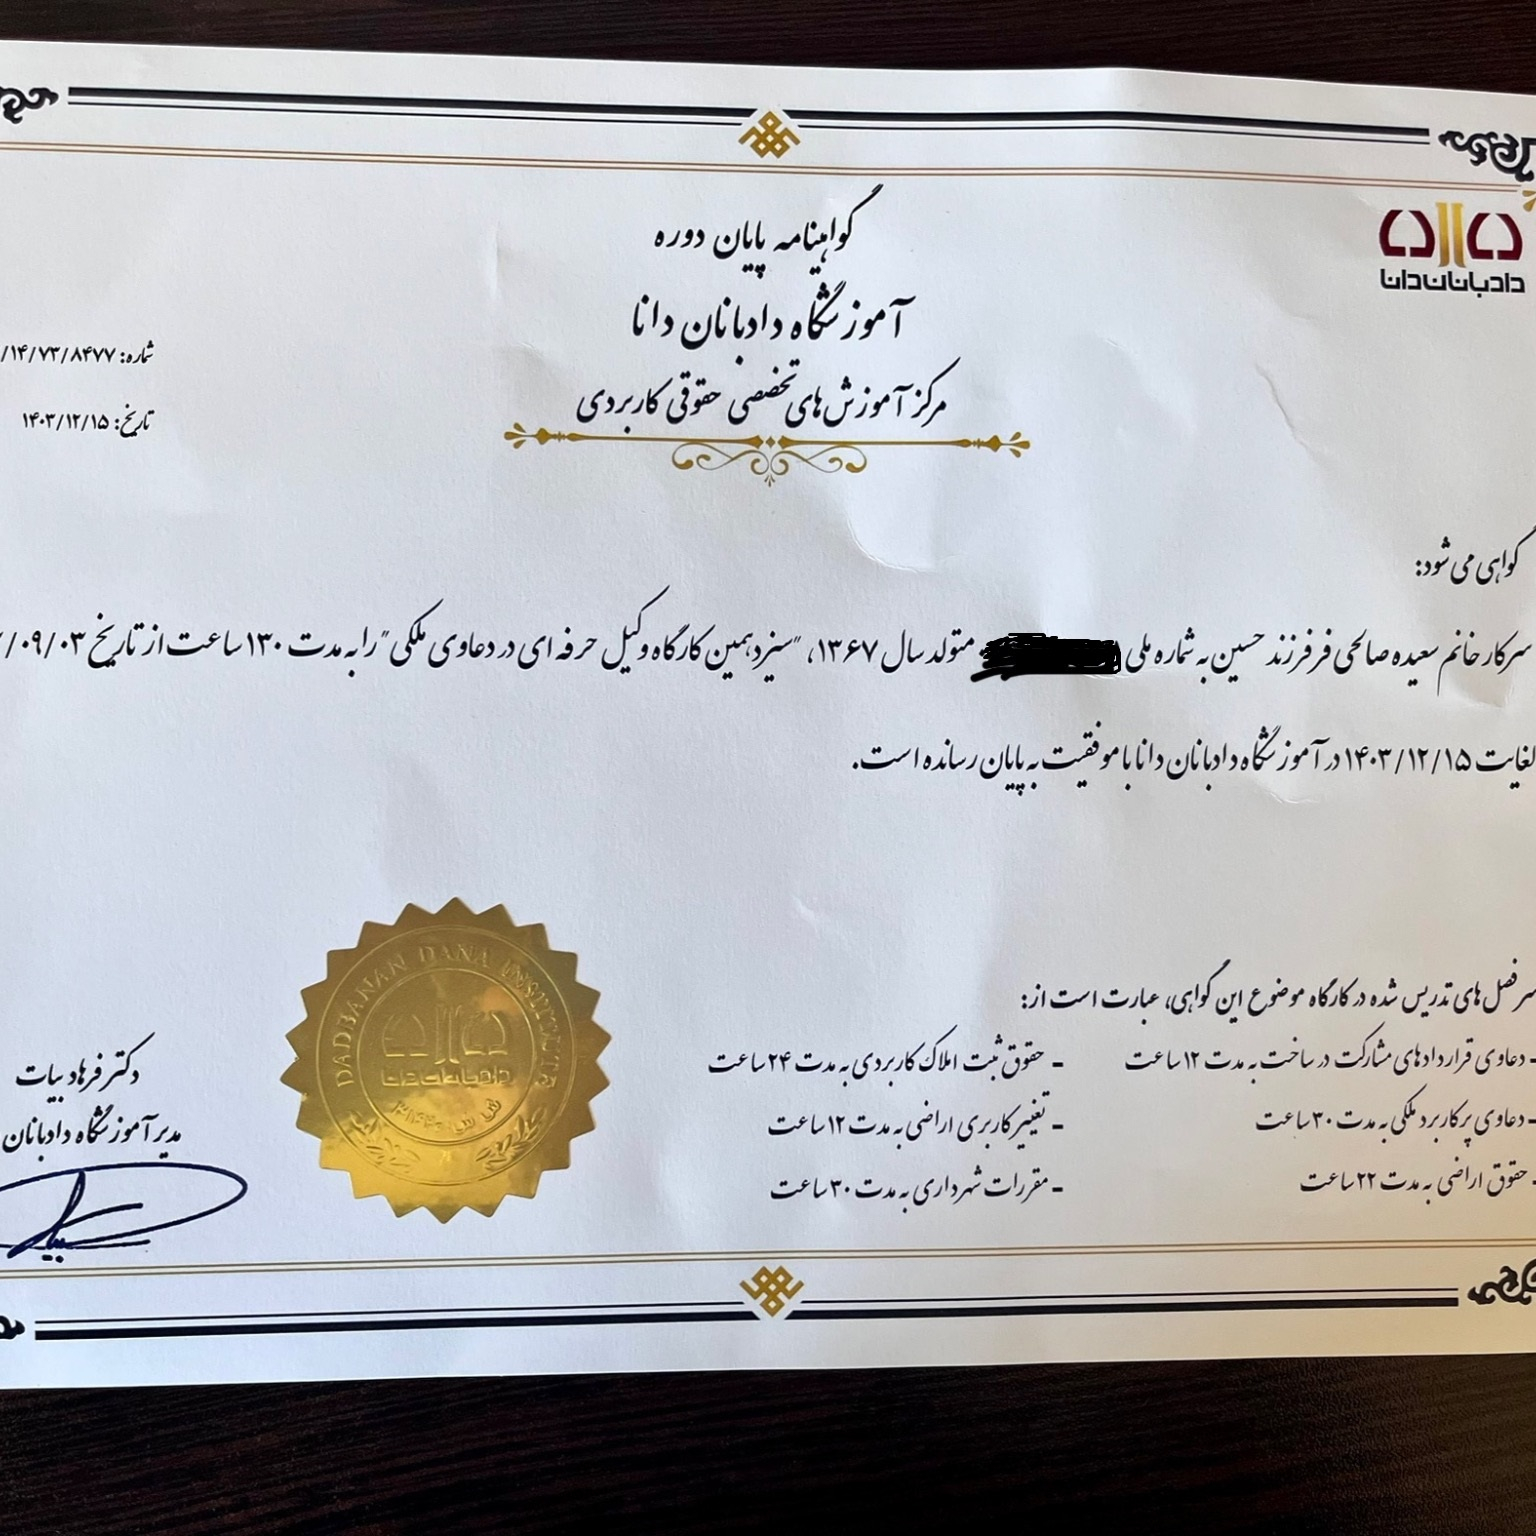 دادبانان دانا
گواهینامه پایان دوره
آموزشگاه دادبانان دانا
مرکز آموزش‌های تخصصی حقوقی کاربردی
شماره: ۱۴/۷۳/۸۴۷۷/
تاریخ: ۱۴۰۳/۱۲/۱۵
گواهی می شود:
سرکار خانم سعیده صالحی فر فرزند حسین به شماره ملی متولد سال ۱۳۶۷، "سیزدهمین کارگاه وکیل حرفه ای در دعاوی ملکی" را به مدت ۱۳۰ ساعت از تاریخ /۰۹/۰۳
لغایت ۱۴۰۳/۱۲/۱۵ در آموزشگاه دادبانان دانا با موفقیت به پایان رسانده است.
سرفصل های تدریس شده در کارگاه موضوع این گواهی، عبارت است از:
- دعاوی قراردادهای مشارکت در ساخت به مدت ۱۲ ساعت
- حقوق ثبت املاک کاربردی به مدت ۲۴ ساعت
- دعاوی پرکاربرد ملکی به مدت ۳۰ ساعت
- تغییر کاربری اراضی به مدت ۱۲ ساعت
- حقوق اراضی به مدت ۲۲ ساعت
- مقررات شهرداری به مدت ۳۰ ساعت
DADBANAN DANA INSTITUTE
دادبانان دانا
دکتر فرهاد بیات
مدیر آموزشگاه دادبانان